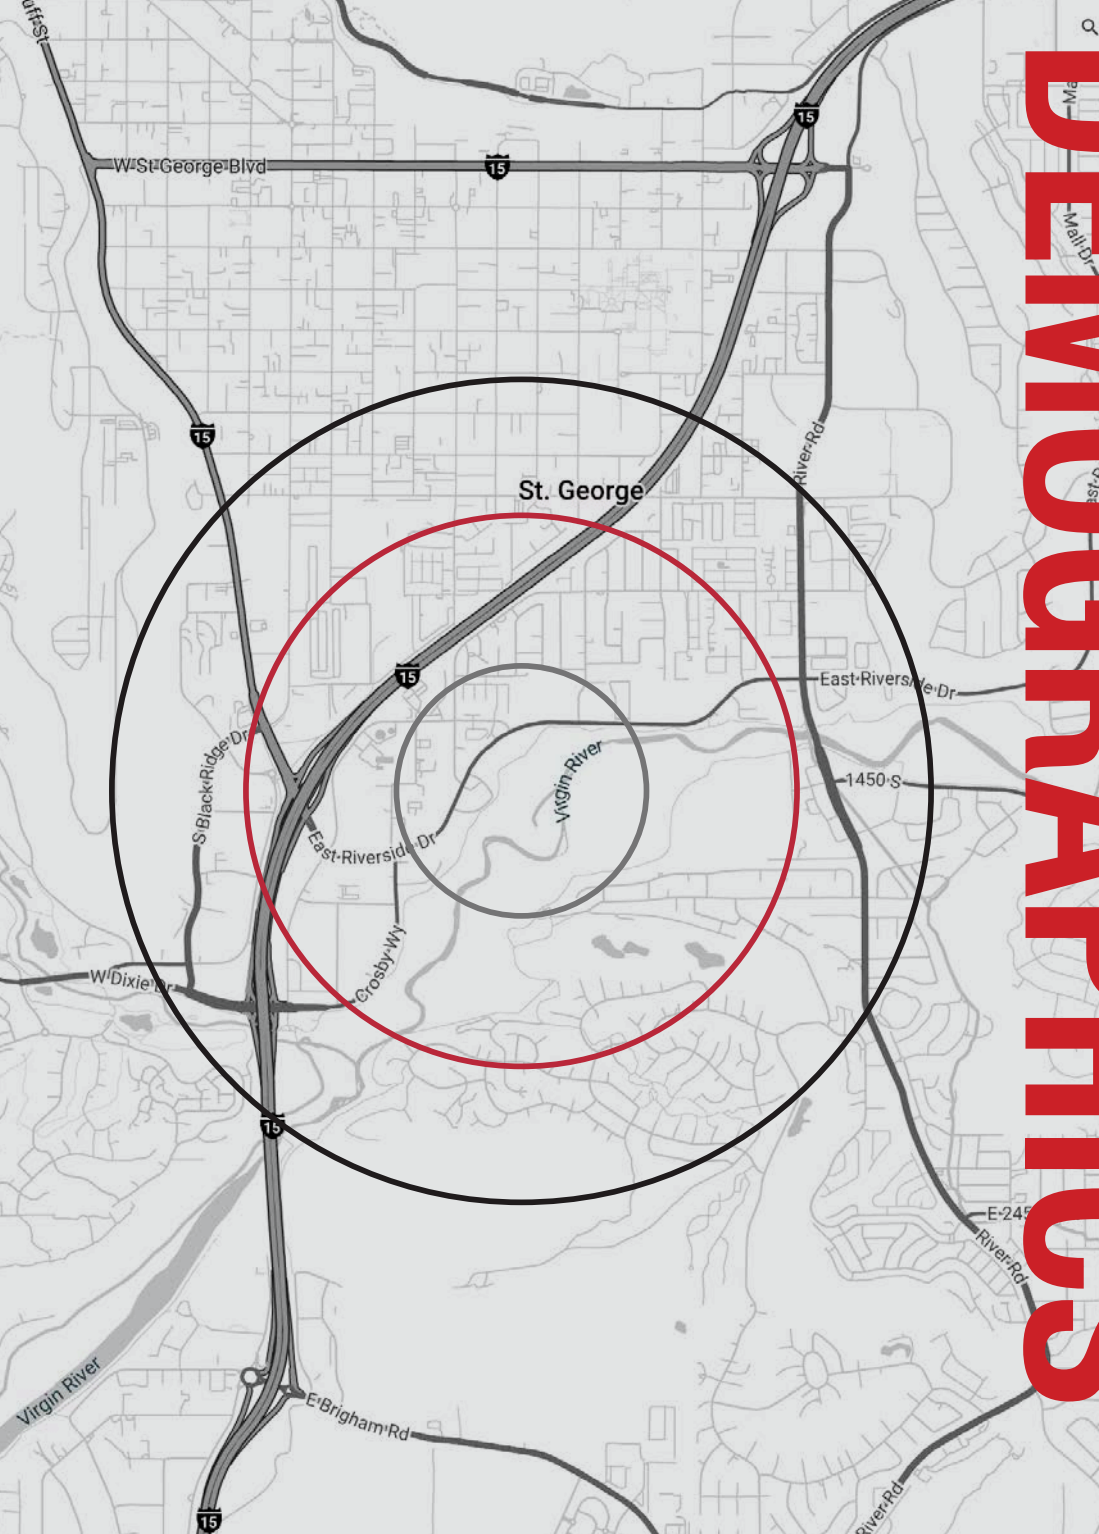 15
W St George Blvd
15
Mall Dr
15
River Rd
St. George
15
East Riverside Dr
S Black Ridge Dr
Virgin River
1450 S
East Riverside Dr
Crosby Wy
W Dixie Dr
15
River Rd
Virgin River
E Brigham Rd
River Rd
15
DEMOGRAPHICS